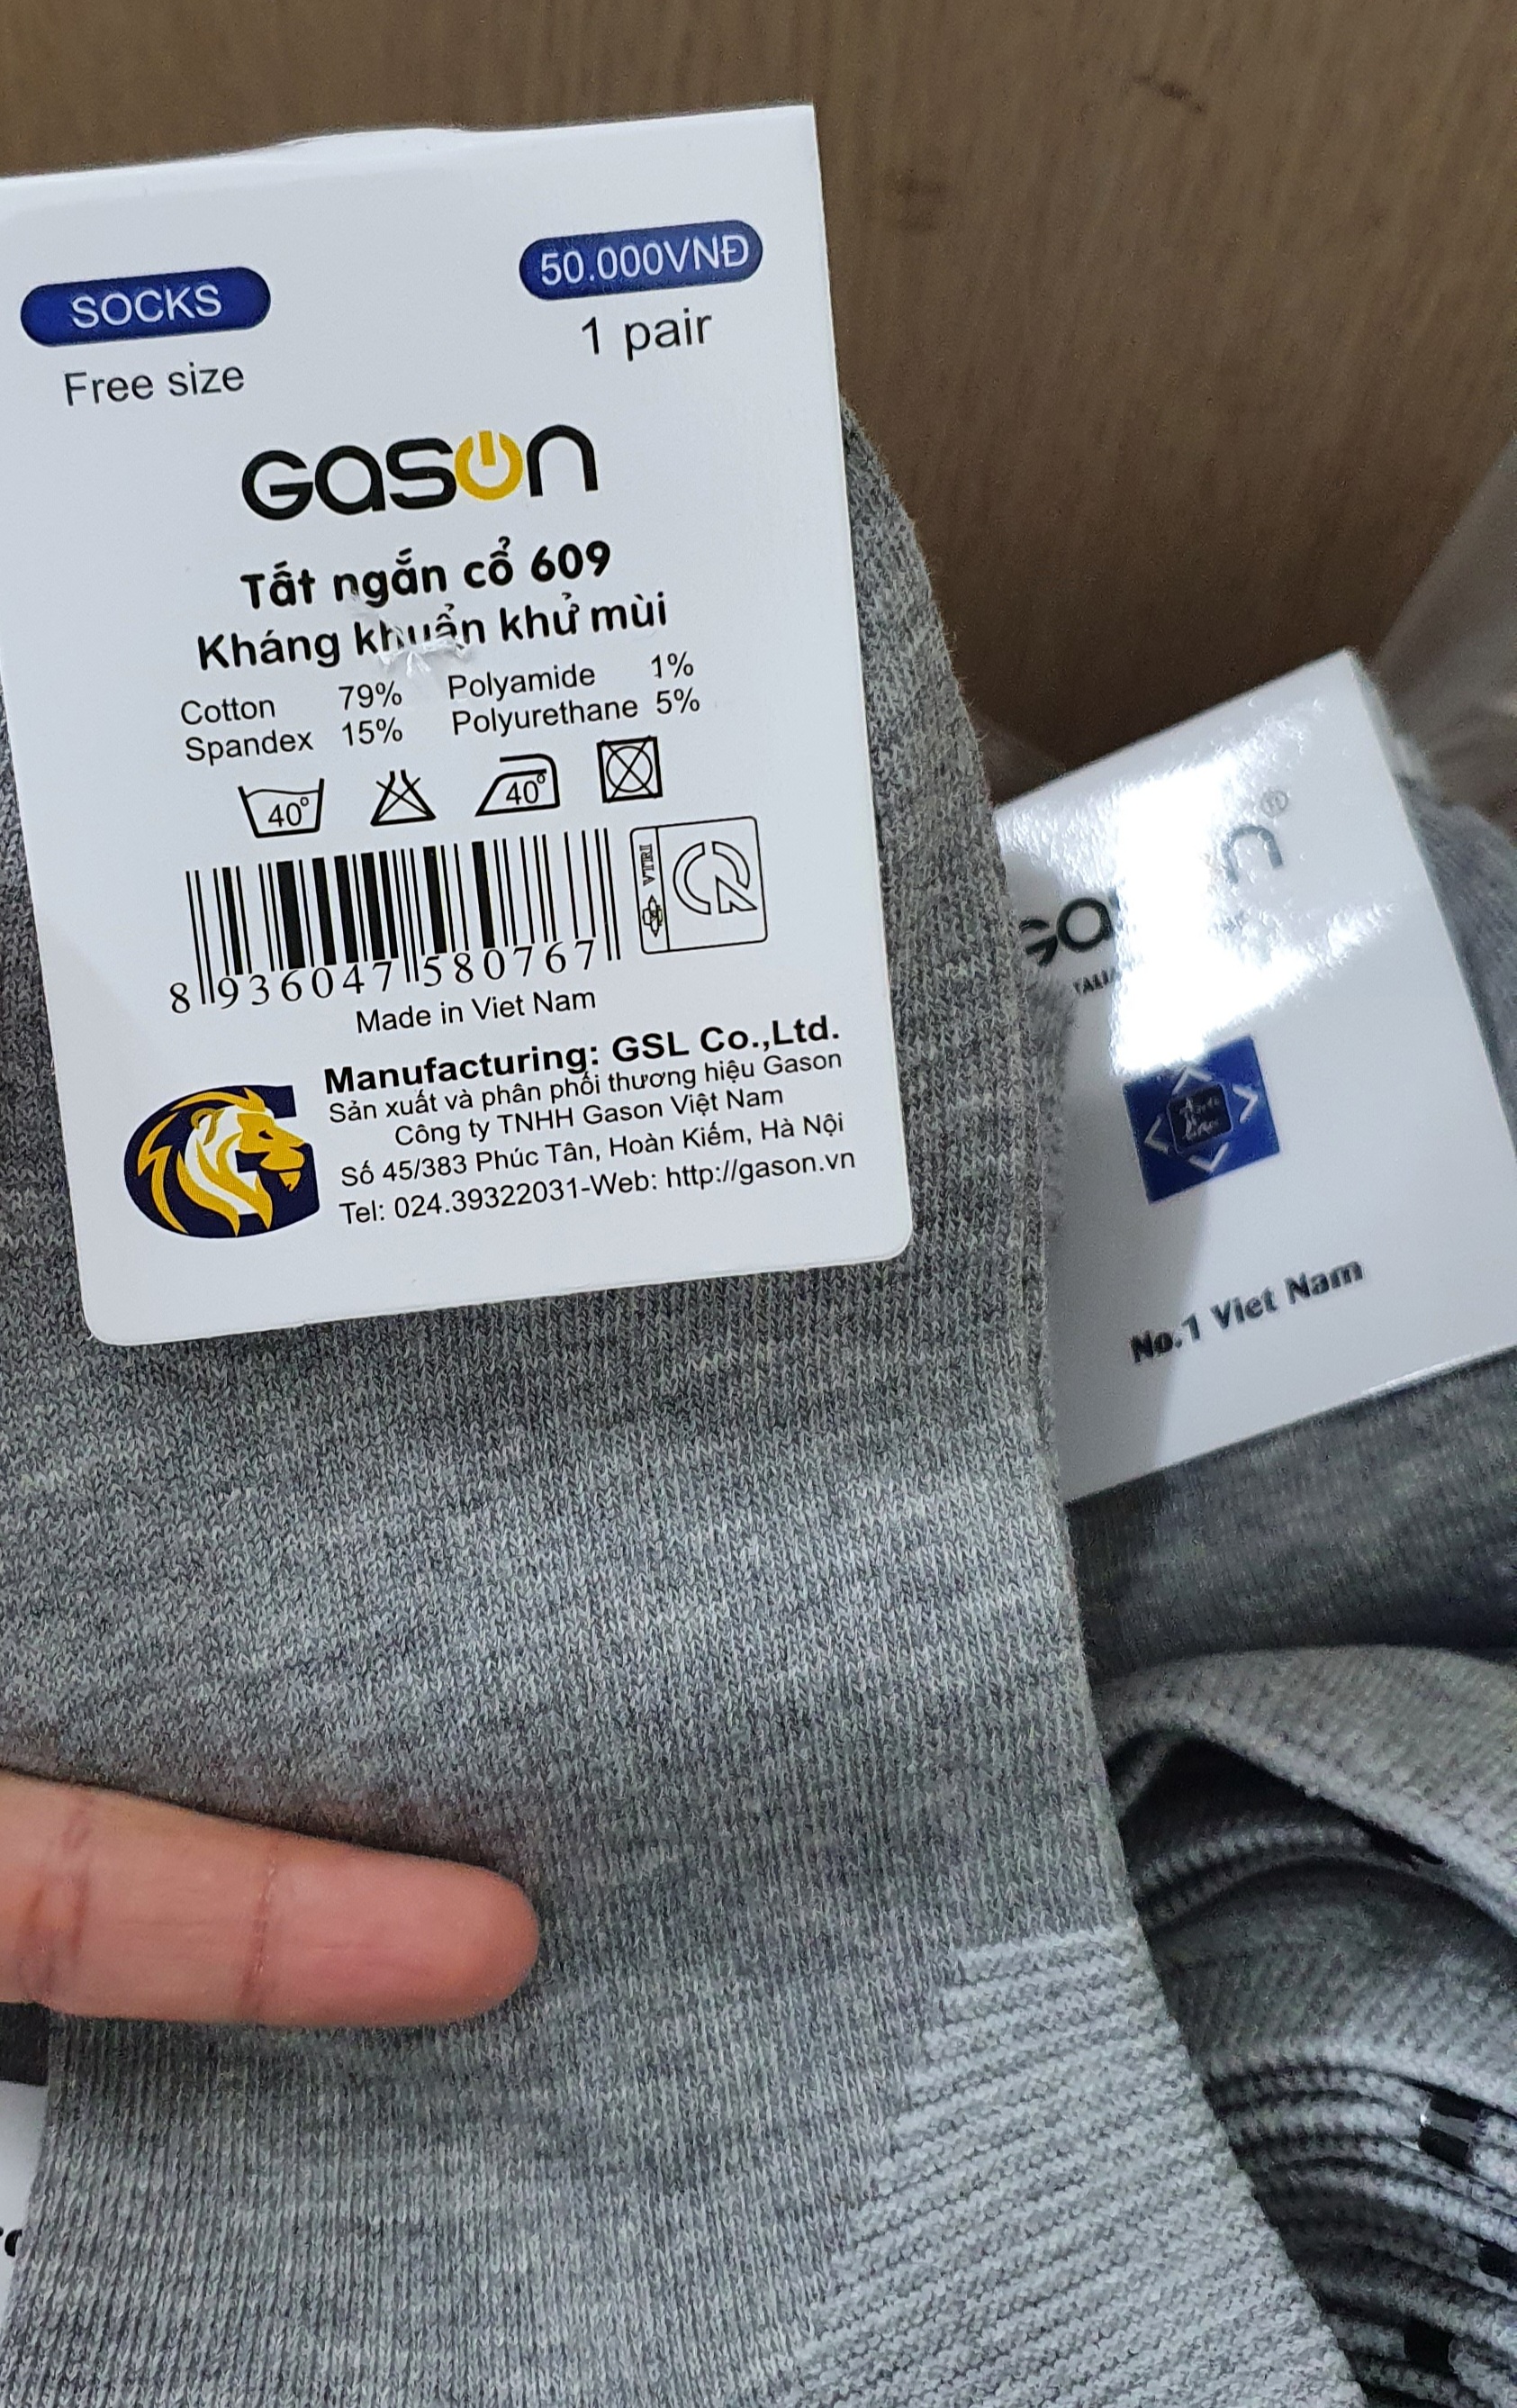 SOCKS
50.000VNĐ
Free size
1 pair
Gason
Tất ngắn cổ 609
Kháng khuẩn khử mùi
Cotton 79% Polyamide 1%
Spandex 15% Polyurethane 5%
40° 40°
VTRI
8 936047 580767
Made in Viet Nam
Manufacturing: GSL Co.,Ltd.
Sản xuất và phân phối thương hiệu Gason
Công ty TNHH Gason Việt Nam
Số 45/383 Phúc Tân, Hoàn Kiếm, Hà Nội
Tel: 024.39322031-Web: http://gason.vn
No.1 Viet Nam